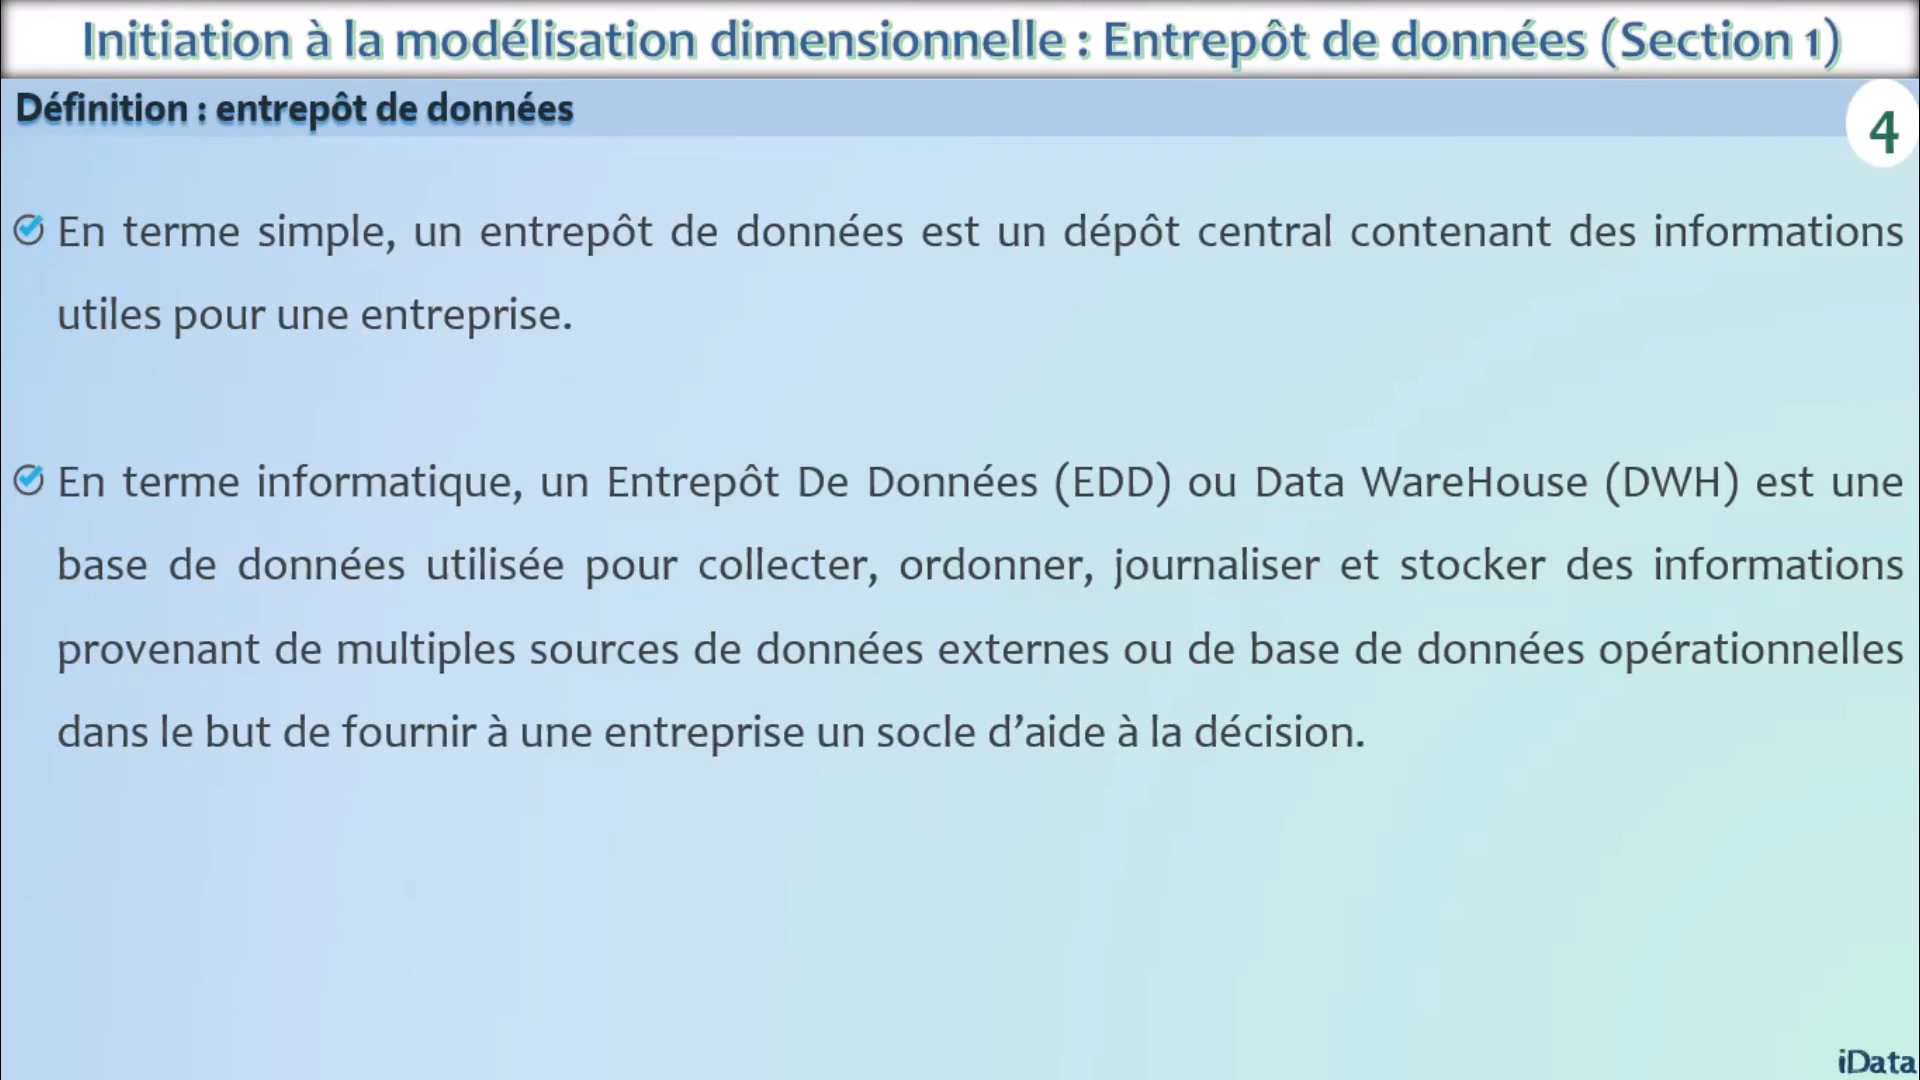 Initiation à la modélisation dimensionnelle : Entrepôt de données (Section 1)
Définition : entrepôt de données
4
En terme simple, un entrepôt de données est un dépôt central contenant des informations
utiles pour une entreprise.
En terme informatique, un Entrepôt De Données (EDD) ou Data WareHouse (DWH) est une
base de données utilisée pour collecter, ordonner, journaliser et stocker des informations
provenant de multiples sources de données externes ou de base de données opérationnelles
dans le but de fournir à une entreprise un socle d’aide à la décision.
iData